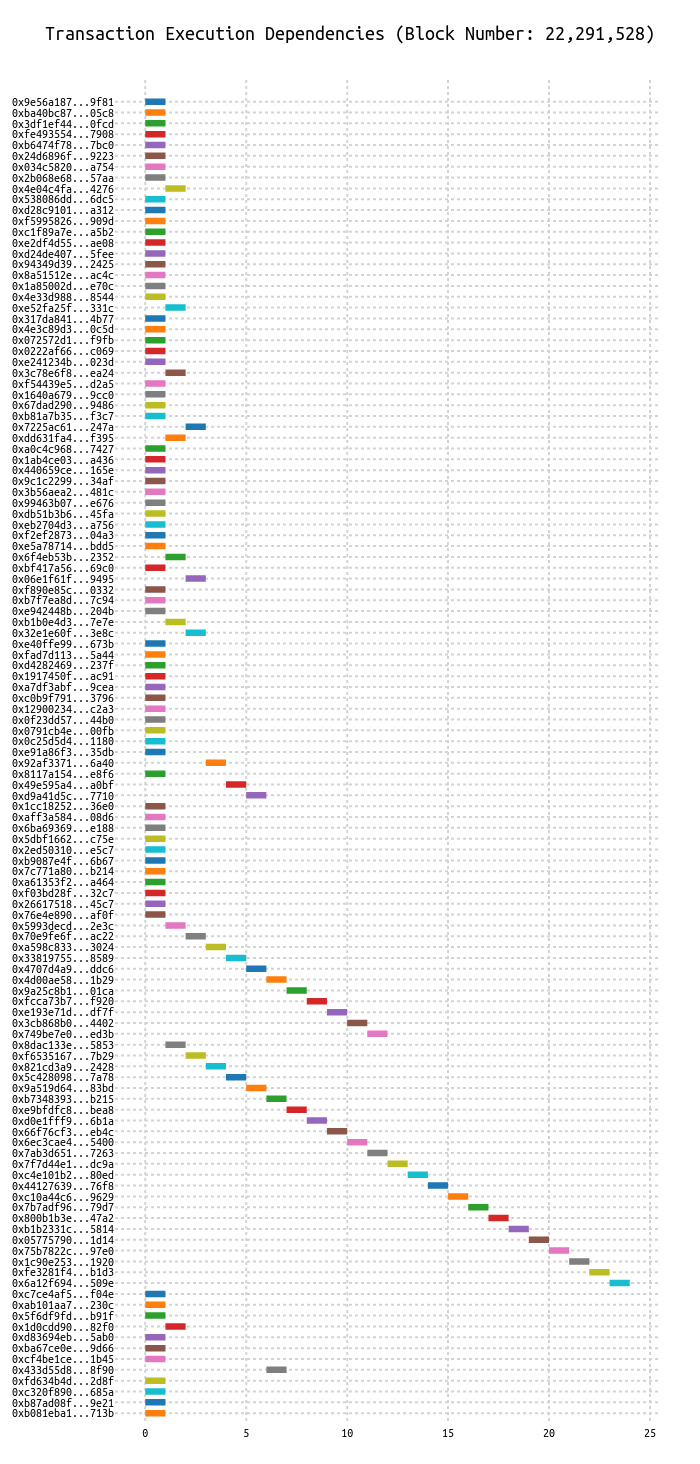 Transaction Execution Dependencies (Block Number: 22,291,528)
0x9e56a187...9f81
0xba40bc87...05c8
0x3df1ef44...0fcd
0xfe493554...7908
0xb6474f78...7bc0
0x24d6896f...9223
0x034c5820...a754
0x2b068e68...57aa
0x4e04c4fa...4276
0x538086dd...6dc5
0xd28c9101...a312
0xf5995826...909d
0xc1f89a7e...a5b2
0xe2df4d55...ae08
0xd24de407...5fee
0x94349d39...2425
0x8a51512e...ac4c
0x1a85002d...e70c
0x4e33d988...8544
0xe52fa25f...331c
0x317da841...4b77
0x4e3c89d3...0c5d
0x072572d1...f9fb
0x0222af66...c069
0xe241234b...023d
0x3c78e6f8...ea24
0xf54439e5...d2a5
0x1640a679...9cc0
0x67dad290...9486
0xb81a7b35...f3c7
0x7225ac61...247a
0xdd631fa4...f395
0xa0c4c968...7427
0x1ab4ce03...a436
0x440659ce...165e
0x9c1c2299...34af
0x3b56aea2...481c
0x99463b07...e676
0xdb51b3b6...45fa
0xeb2704d3...a756
0xf2ef2873...04a3
0xe5a78714...bdd5
0x6f4eb53b...2352
0xbf417a56...69c0
0x06e1f61f...9495
0xf890e85c...0332
0xb7f7ea8d...7c94
0xe942448b...204b
0xb1b0e4d3...7e7e
0x32e1e60f...3e8c
0xe40ffe99...673b
0xfad7d113...5a44
0xd4282469...237f
0x1917450f...ac91
0xa7df3abf...9cea
0xc0b9f791...3796
0x12900234...c2a3
0x0f23dd57...44b0
0x0791cb4e...00fb
0x0c25d5d4...1180
0xe91a86f3...35db
0x92af3371...6a40
0x8117a154...e8f6
0x49e595a4...a0bf
0xd9a41d5c...7710
0x1cc18252...36e0
0xaff3a584...08d6
0x6ba69369...e188
0x5dbf1662...c75e
0x2ed50310...e5c7
0xb9087e4f...6b67
0x7c771a80...b214
0xa61353f2...a464
0xf03bd28f...32c7
0x26617518...45c7
0x76e4e890...af0f
0x5993decd...2e3c
0x70e9fe6f...ac22
0xa598c833...3024
0x33819755...8589
0x4707d4a9...ddc6
0x4d00ae58...1b29
0x9a25c8b1...01ca
0xfcca73b7...f920
0xe193e71d...df7f
0x3cb868b0...4402
0x749be7e0...ed3b
0x8dac133e...5853
0xf6535167...7b29
0x821cd3a9...2428
0x5c428098...7a78
0x9a519d64...83bd
0xb7348393...b215
0xe9bfdfc8...bea8
0xd0e1fff9...6b1a
0x66f76cf3...eb4c
0x6ec3cae4...5400
0x7ab3d651...7263
0x7f7d44e1...dc9a
0xc4e101b2...80ed
0x44127639...76f8
0xc10a44c6...9629
0x7b7adf96...79d7
0x800b1b3e...47a2
0xb1b2331c...5814
0x05775790...1d14
0x75b7822c...97e0
0x1c90e253...1920
0xfe3281f4...b1d3
0x6a12f694...509e
0xc7ce4af5...f04e
0xab101aa7...230c
0x5f6df9fd...b91f
0x1d0cdd90...82f0
0xd83694eb...5ab0
0xba67ce0e...9d66
0xcf4be1ce...1b45
0x433d55d8...8f90
0xfd634b4d...2d8f
0xc320f890...685a
0xb87ad08f...9e21
0xb081eba1...713b
0 5 10 15 20 25